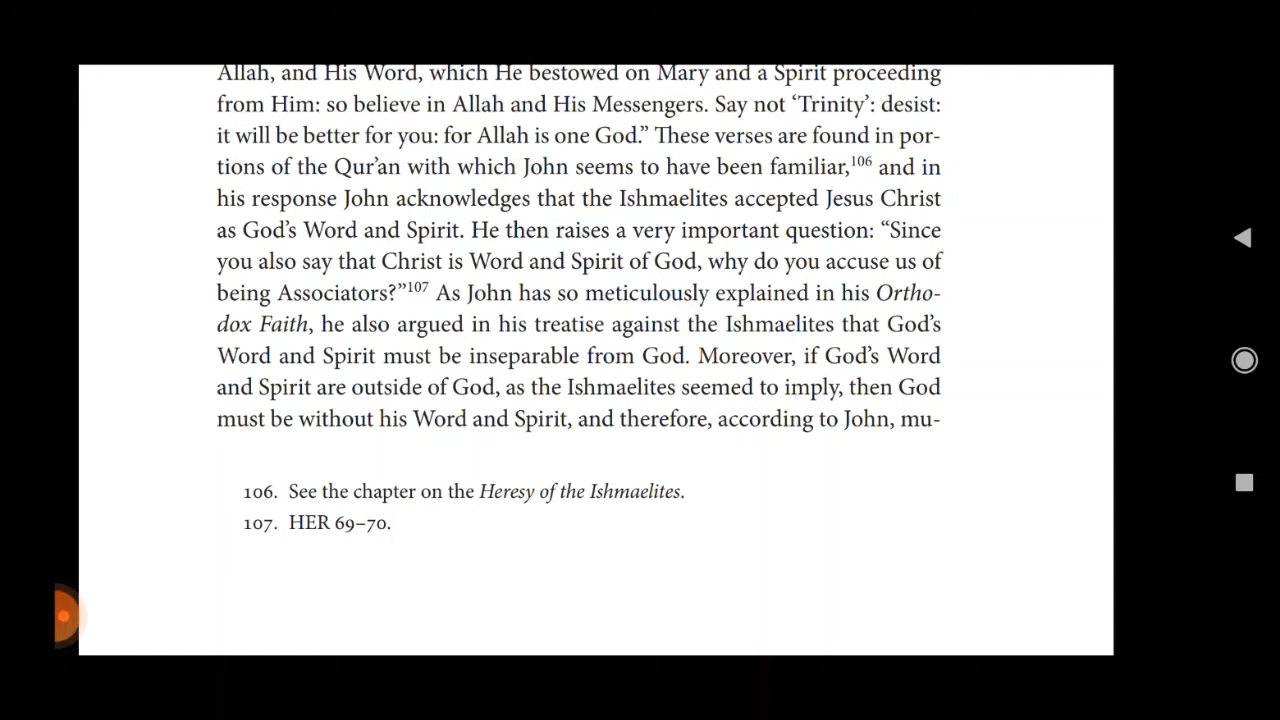 Allah, and His Word, which He bestowed on Mary and a Spirit proceeding
from Him: so believe in Allah and His Messengers. Say not ‘Trinity’: desist:
it will be better for you: for Allah is one God.” These verses are found in por-
tions of the Qur’an with which John seems to have been familiar,106 and in
his response John acknowledges that the Ishmaelites accepted Jesus Christ
as God’s Word and Spirit. He then raises a very important question: “Since
you also say that Christ is Word and Spirit of God, why do you accuse us of
being Associators?”107 As John has so meticulously explained in his Ortho-
dox Faith, he also argued in his treatise against the Ishmaelites that God’s
Word and Spirit must be inseparable from God. Moreover, if God’s Word
and Spirit are outside of God, as the Ishmaelites seemed to imply, then God
must be without his Word and Spirit, and therefore, according to John, mu-
106. See the chapter on the Heresy of the Ishmaelites.
107. HER 69–70.